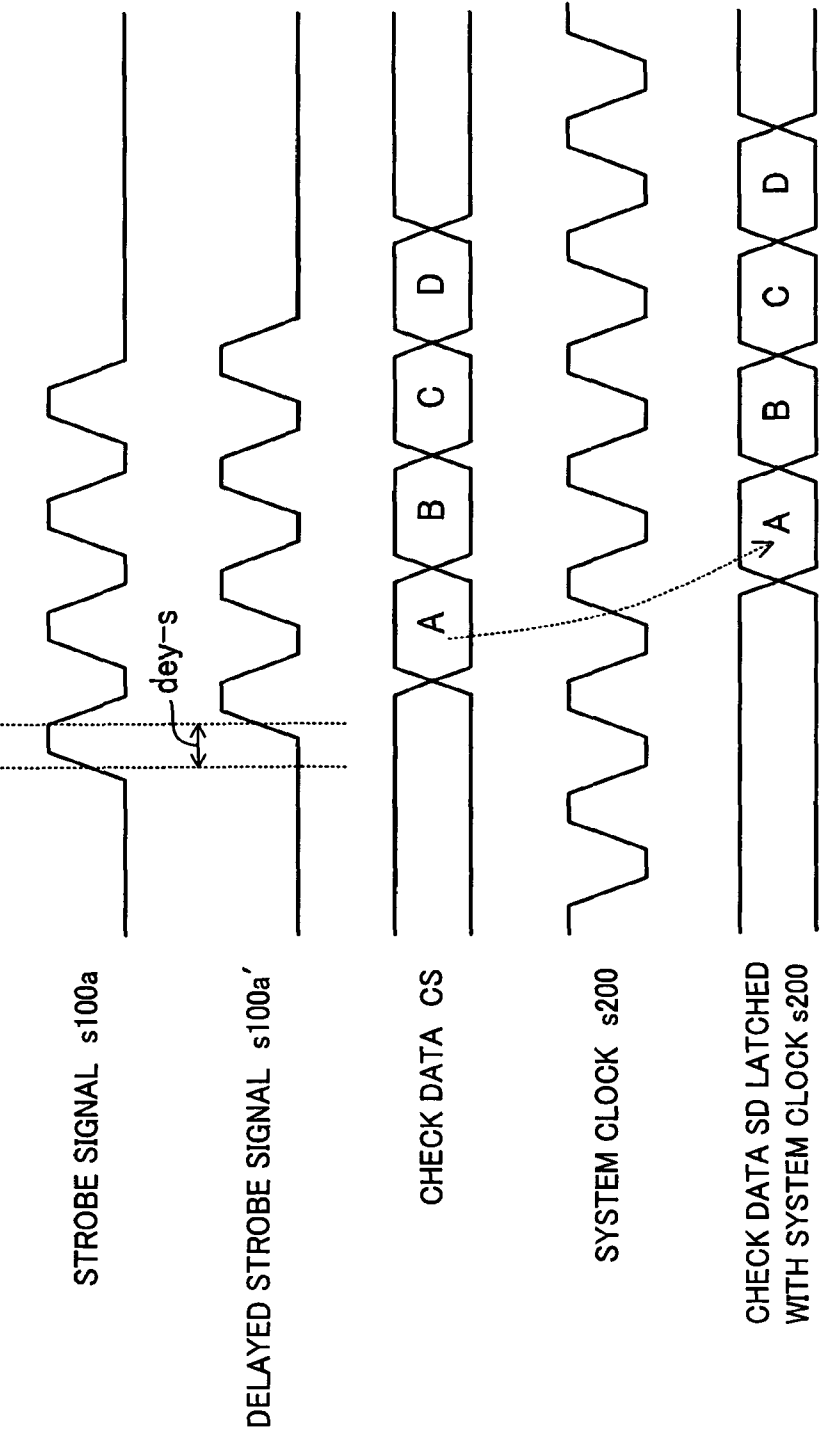 STROBE SIGNAL s100a
dey-s
DELAYED STROBE SIGNAL s100a′
CHECK DATA CS
A B C D
SYSTEM CLOCK s200
CHECK DATA SD LATCHED
WITH SYSTEM CLOCK s200
A B C D